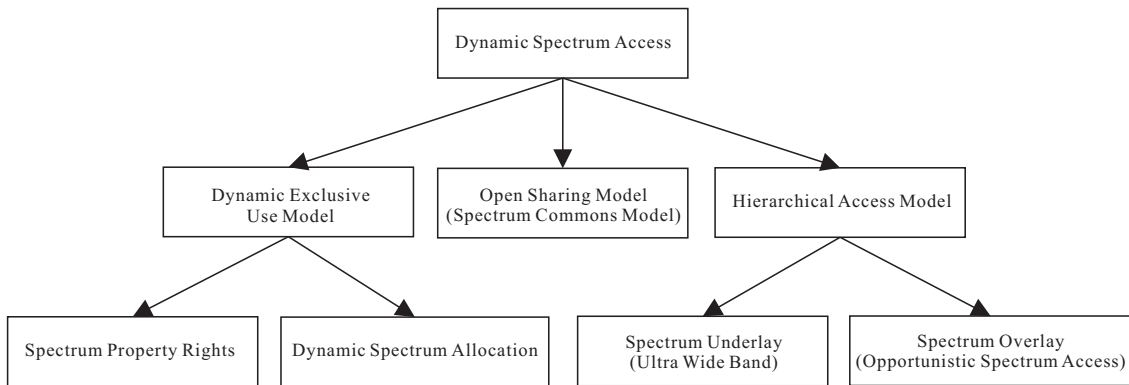 Dynamic Spectrum Access
Dynamic Exclusive
Use Model
Open Sharing Model
(Spectrum Commons Model)
Hierarchical Access Model
Spectrum Property Rights
Dynamic Spectrum Allocation
Spectrum Underlay
(Ultra Wide Band)
Spectrum Overlay
(Opportunistic Spectrum Access)